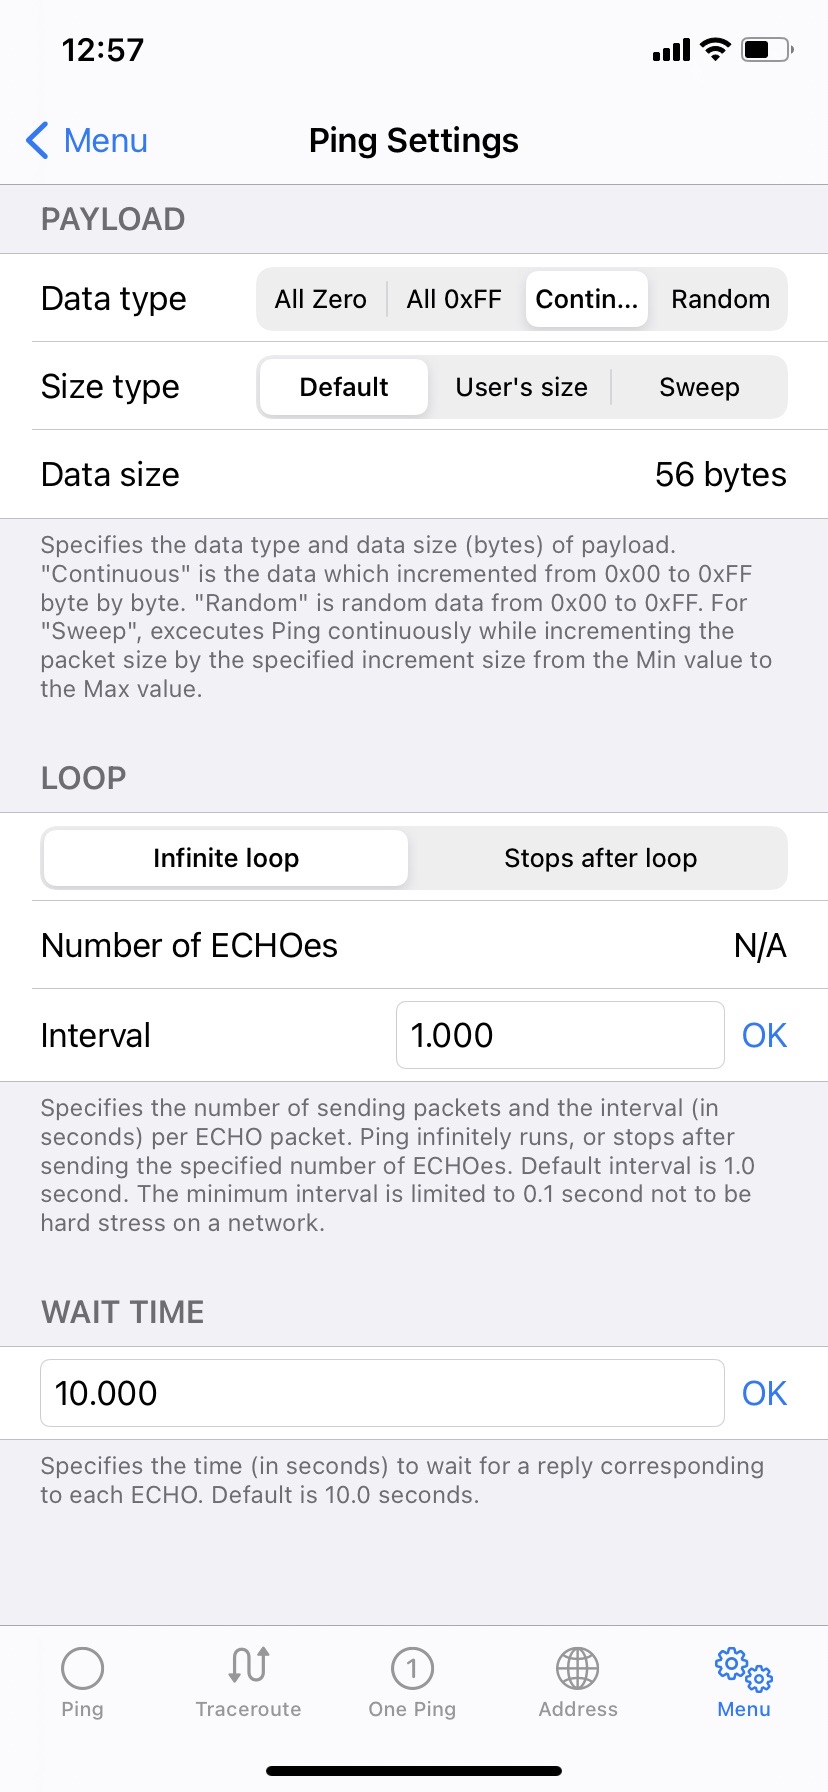 12:57
Menu
Ping Settings
PAYLOAD
Data type All Zero All 0xFF Contin... Random
Size type Default User's size Sweep
Data size 56 bytes
Specifies the data type and data size (bytes) of payload.
"Continuous" is the data which incremented from 0x00 to 0xFF
byte by byte. "Random" is random data from 0x00 to 0xFF. For
"Sweep", excecutes Ping continuously while incrementing the
packet size by the specified increment size from the Min value to
the Max value.
LOOP
Infinite loop Stops after loop
Number of ECHOes N/A
Interval 1.000 OK
Specifies the number of sending packets and the interval (in
seconds) per ECHO packet. Ping infinitely runs, or stops after
sending the specified number of ECHOes. Default interval is 1.0
second. The minimum interval is limited to 0.1 second not to be
hard stress on a network.
WAIT TIME
10.000 OK
Specifies the time (in seconds) to wait for a reply corresponding
to each ECHO. Default is 10.0 seconds.
1
Ping Traceroute One Ping Address Menu